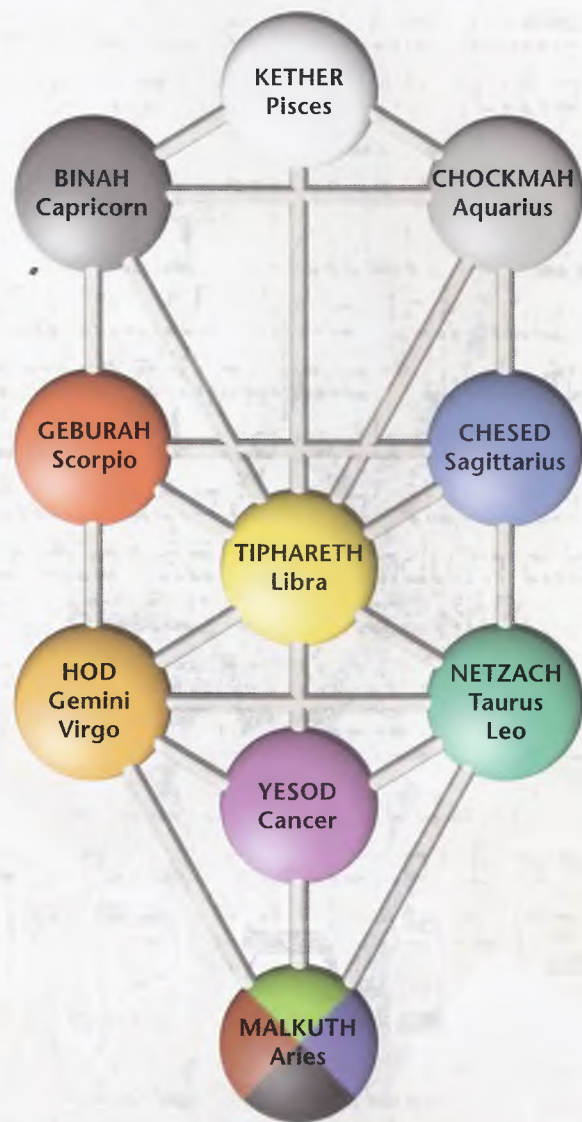 KETHER
Pisces
BINAH
Capricorn
CHOCKMAH
Aquarius
GEBURAH
Scorpio
CHESED
Sagittarius
TIPHARETH
Libra
HOD
Gemini
Virgo
NETZACH
Taurus
Leo
YESOD
Cancer
MALKUTH
Aries